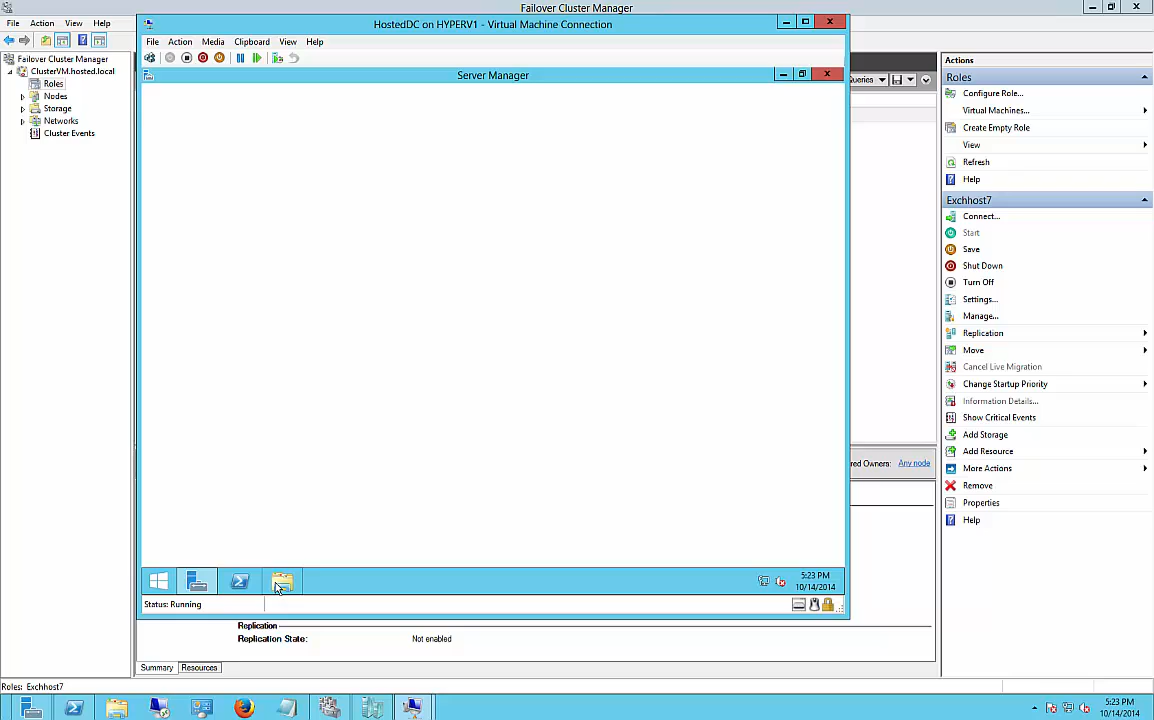 Failover Cluster Manager
File Action View Help
Failover Cluster Manager
ClusterVM.hosted.local
Roles
Nodes
Storage
Networks
Cluster Events
HostedDC on HYPERV1 - Virtual Machine Connection
File Action Media Clipboard View Help
Server Manager
5:23 PM
10/14/2014
Status: Running
ueries
red Owners: Any node
Replication
Replication State: Not enabled
Summary Resources
Actions
Roles
Configure Role...
Virtual Machines...
Create Empty Role
View
Refresh
Help
Exchhost7
Connect...
Start
Save
Shut Down
Turn Off
Settings...
Manage...
Replication
Move
Cancel Live Migration
Change Startup Priority
Information Details...
Show Critical Events
Add Storage
Add Resource
More Actions
Remove
Properties
Help
Roles: Exchhost7
5:23 PM
10/14/2014